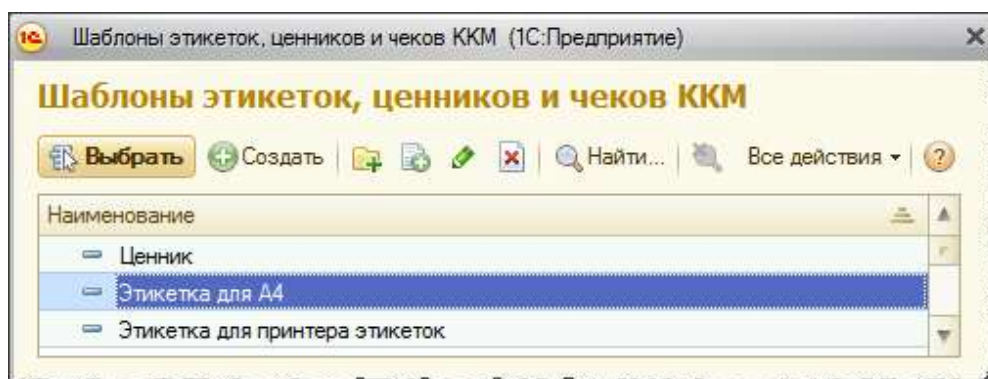 1С Шаблоны этикеток, ценников и чеков ККМ (1С:Предприятие)
Шаблоны этикеток, ценников и чеков ККМ
Выбрать Создать Найти... Все действия ?
Наименование
Ценник
Этикетка для А4
Этикетка для принтера этикеток